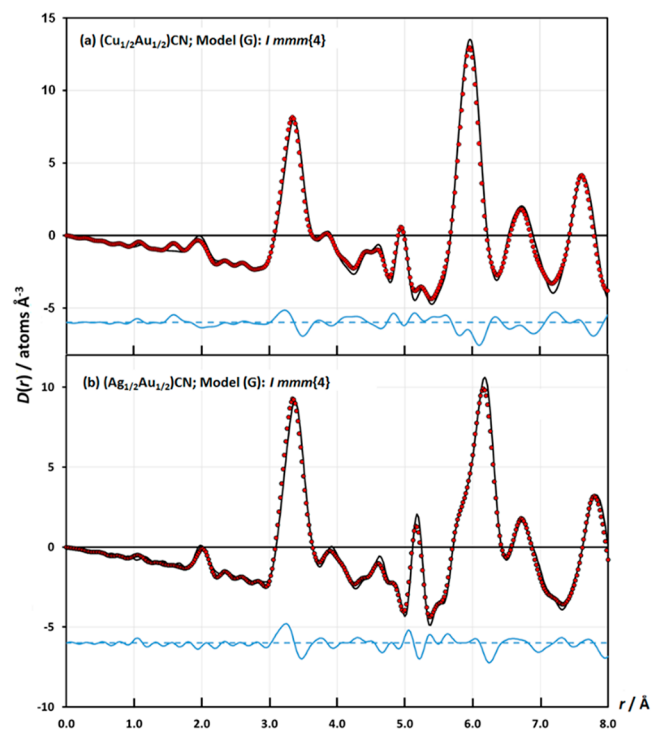 15
(a) (Cu1/2Au1/2)CN; Model (G): I mmm{4}
10
5
0
-5
D(r) / atoms Å-3
(b) (Ag1/2Au1/2)CN; Model (G): I mmm{4}
10
5
0
-5
-10
r / Å
0.0 1.0 2.0 3.0 4.0 5.0 6.0 7.0 8.0